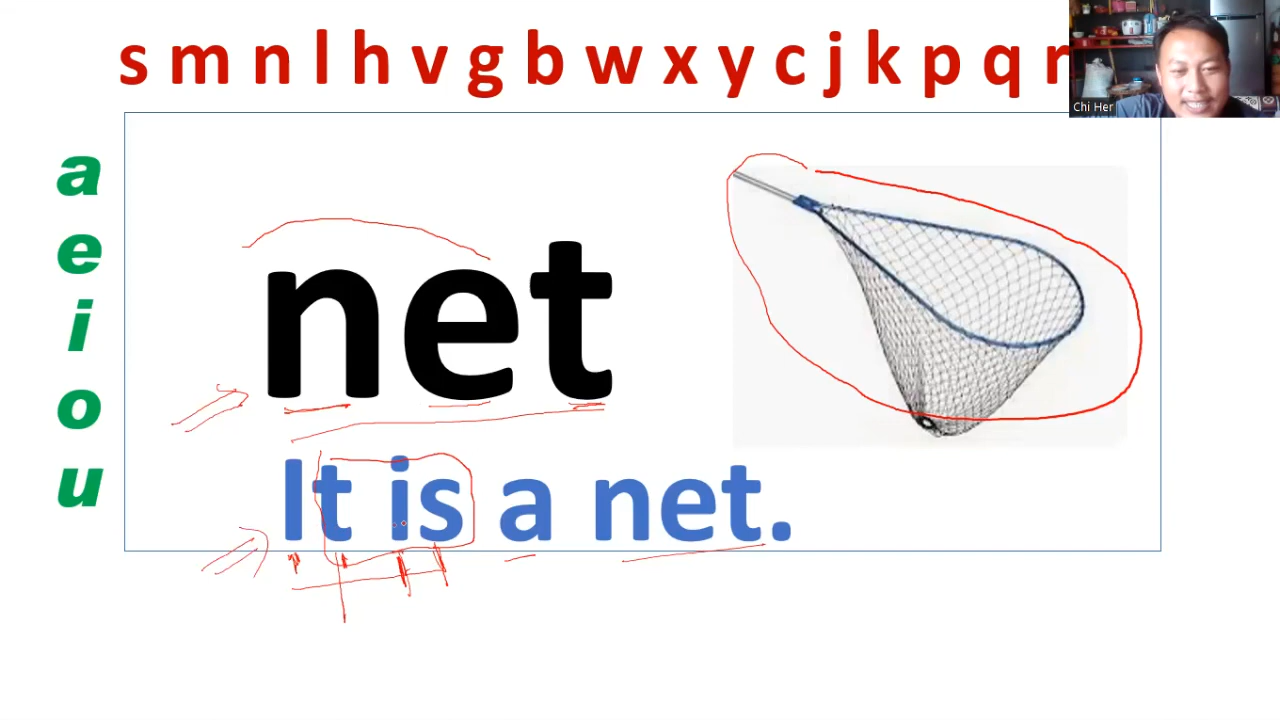 s m n l h v g b w x y c j k p q r
Chi Her
a
e
i
o
u
net
It is a net.